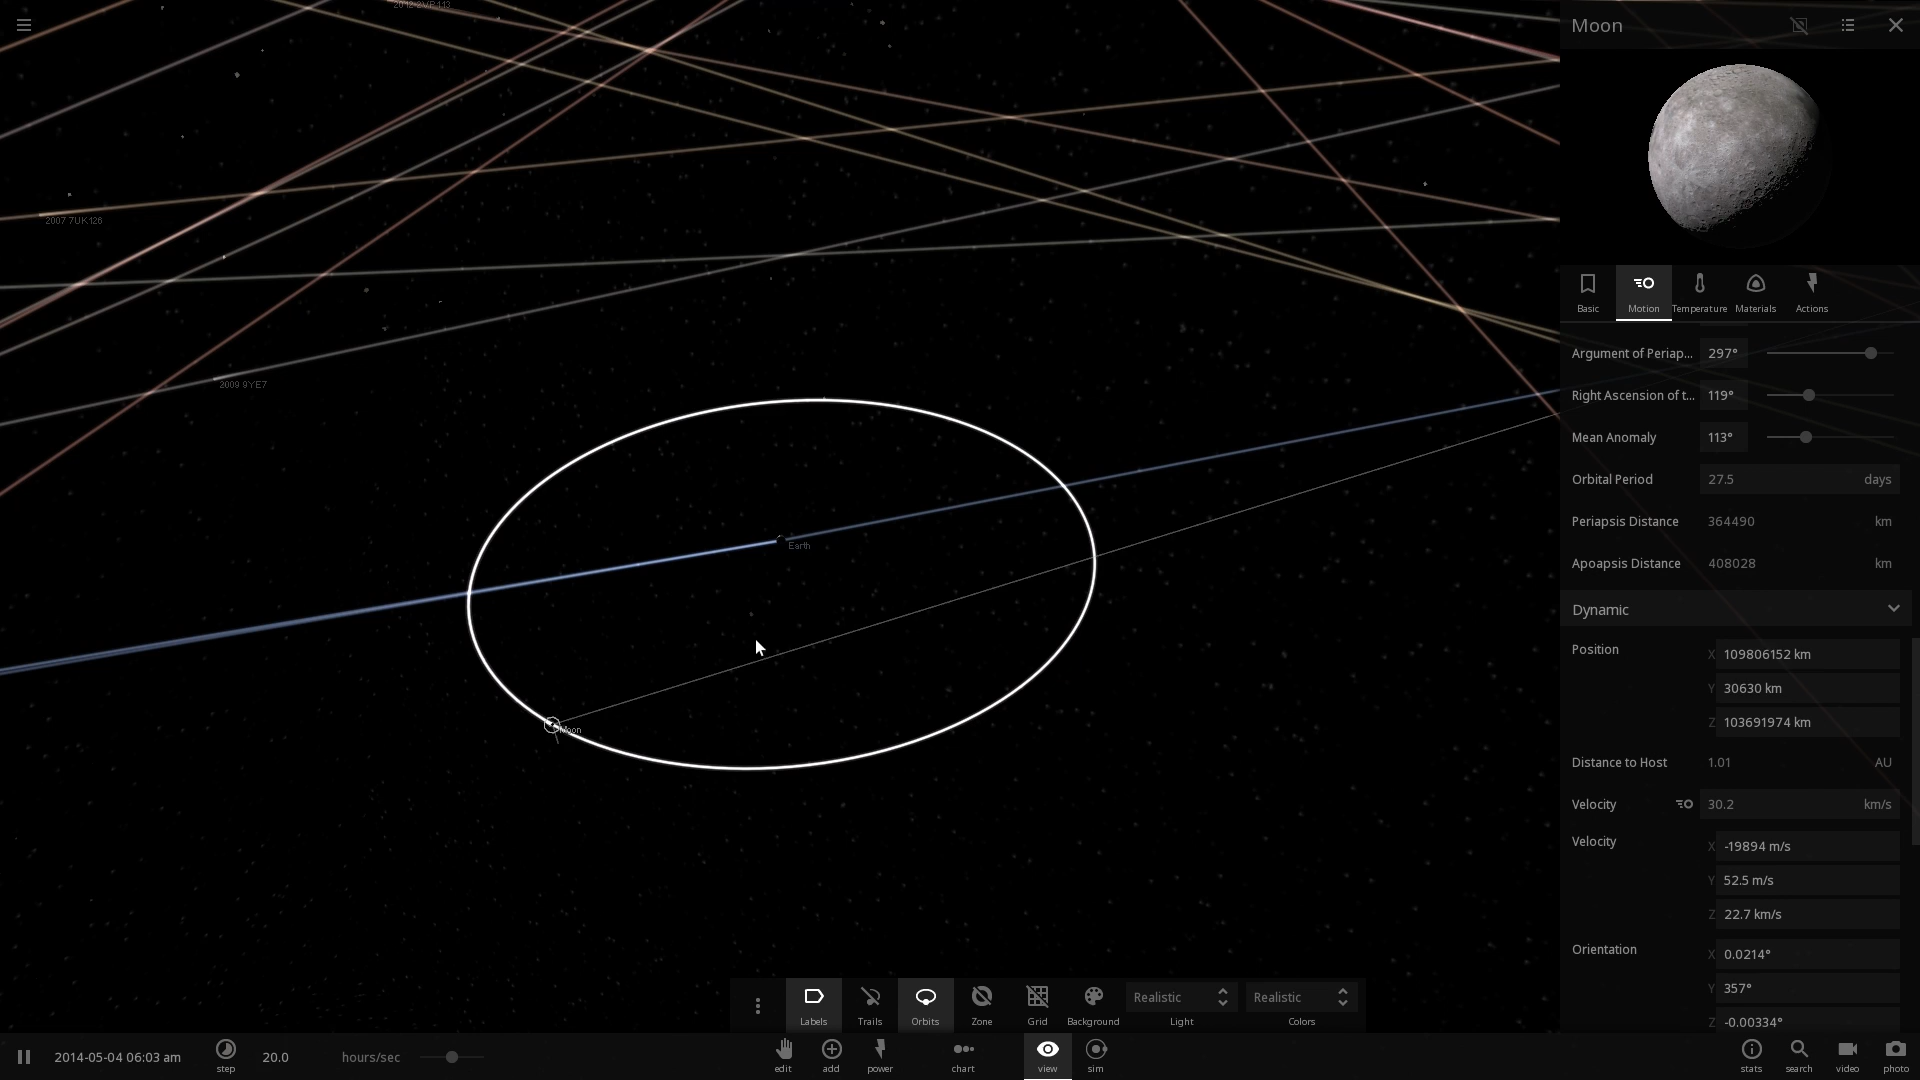 2012 2VP113
Moon
2007 7UK126
2009 9YE7
Earth
Moon
Basic
Motion
Temperature
Materials
Actions
Argument of Periap... 297°
Right Ascension of t... 119°
Mean Anomaly 113°
Orbital Period 27.5 days
Periapsis Distance 364490 km
Apoapsis Distance 408028 km
Dynamic
Position X 109806152 km
Y 30630 km
Z 103691974 km
Distance to Host 1.01 AU
Velocity 30.2 km/s
Velocity X -19894 m/s
Y 52.5 m/s
Z 22.7 km/s
Orientation X 0.0214°
Y 357°
Z -0.00334°
Labels
Trails
Orbits
Zone
Grid
Background
Realistic
Light
Realistic
Colors
2014-05-04 06:03 am
step
20.0 hours/sec
edit
add
power
chart
view
sim
stats
search
video
photo